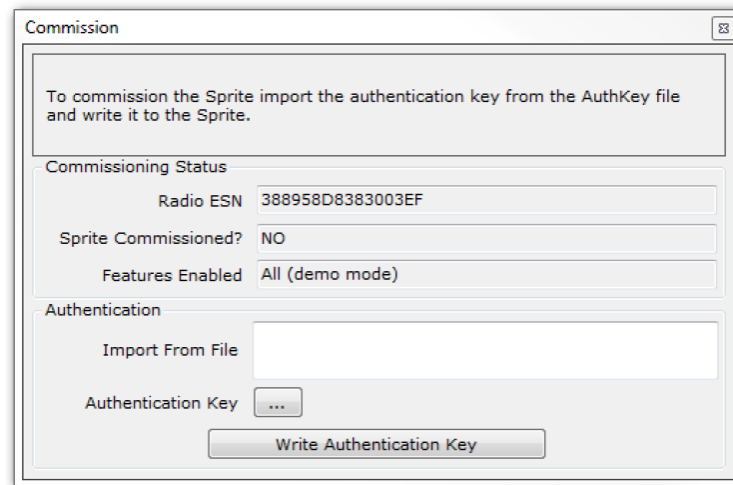 Commission
To commission the Sprite import the authentication key from the AuthKey file
and write it to the Sprite.
Commissioning Status
Radio ESN 388958D8383003EF
Sprite Commissioned? NO
Features Enabled All (demo mode)
Authentication
Import From File
Authentication Key ...
Write Authentication Key